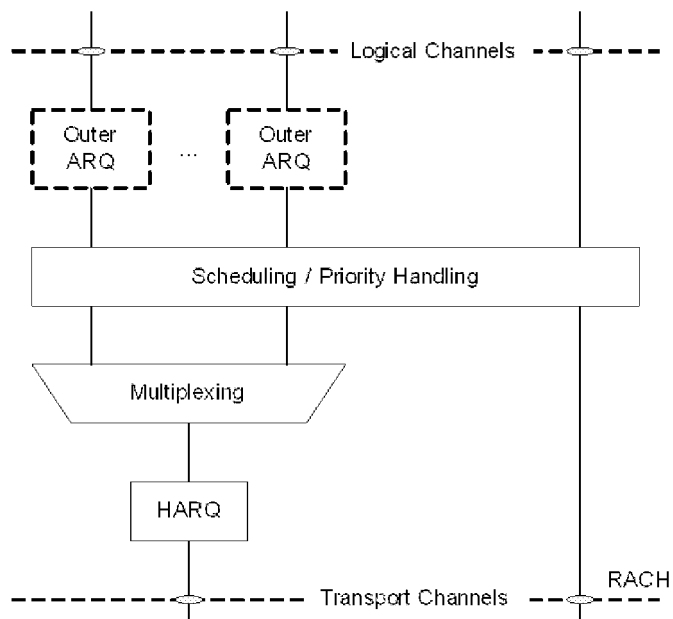 Logical Channels
Outer
ARQ
...
Outer
ARQ
Scheduling / Priority Handling
Multiplexing
HARQ
RACH
Transport Channels